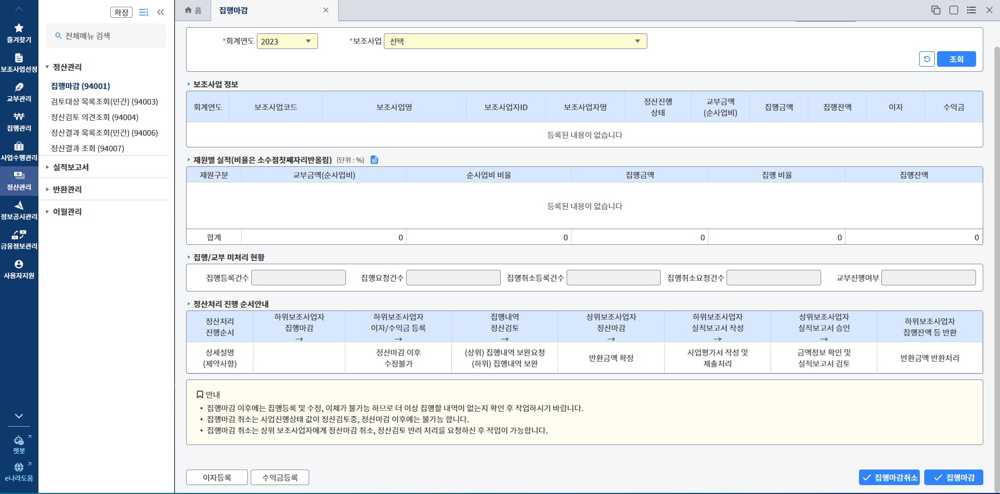 확장
홈
집행마감
즐겨찾기
보조사업선정
교부관리
집행관리
사업수행관리
정산관리
정보공시관리
금융정보관리
사용자지원
챗봇
e나라도움
전체메뉴 검색
정산관리
집행마감 (94001)
검토대상 목록조회(민간) (94003)
정산검토 의견조회 (94004)
정산결과 목록조회(민간) (94006)
정산결과 조회 (94007)
실적보고서
반환관리
이월관리
*회계연도 2023 *보조사업 선택
조회
보조사업 정보
회계연도 보조사업코드 보조사업명 보조사업자ID 보조사업자명 정산진행 상태 교부금액 (순사업비) 집행금액 집행잔액 이자 수익금
등록된 내용이 없습니다
재원별 실적(비율은 소수점첫째자리반올림) (단위 : %)
재원구분 교부금액(순사업비) 순사업비 비율 집행금액 집행 비율 집행잔액
등록된 내용이 없습니다
합계 0 0 0 0 0
집행/교부 미처리 현황
집행등록건수 집행요청건수 집행취소등록건수 집행취소요청건수 교부진행여부
정산처리 진행 순서안내
정산처리 하위보조사업자 하위보조사업자 집행내역 상위보조사업자 하위보조사업자 상위보조사업자 하위보조사업자
진행순서 집행마감 이자/수익금 등록 정산검토 정산마감 실적보고서 작성 실적보고서 승인 집행잔액 등 반환
→ → → → → →
상세설명 정산마감 이후 (상위) 집행내역 보완요청 반환금액 확정 사업평가서 작성 및 금액정보 확인 및 반환금액 반환처리
(제약사항) 수정불가 (하위) 집행내역 보완 제출처리 실적보고서 검토
안내
• 집행마감 이후에는 집행등록 및 수정, 이체가 불가능 하므로 더 이상 집행할 내역이 없는지 확인 후 작업하시기 바랍니다.
• 집행마감 취소는 사업진행상태 값이 정산검토중, 정산마감 이후에는 불가능 합니다.
• 집행마감 취소는 상위 보조사업자에게 정산마감 취소, 정산검토 반려 처리를 요청하신 후 작업이 가능합니다.
이자등록 수익금등록 집행마감취소 집행마감